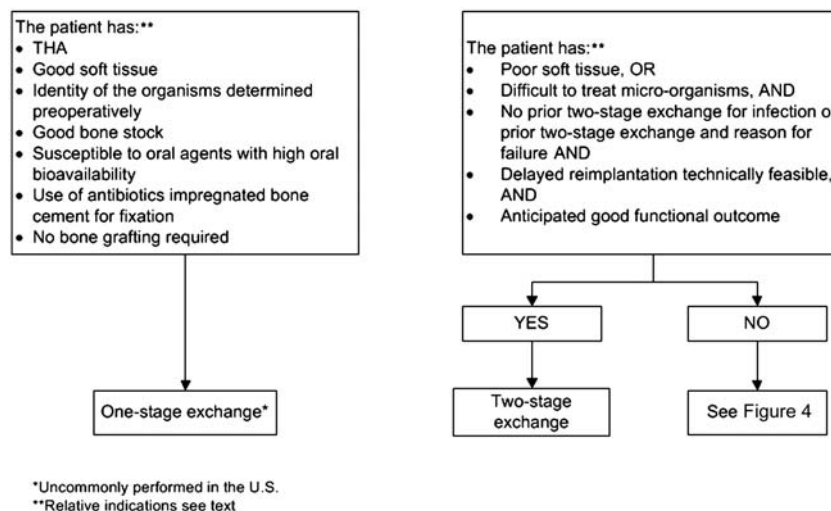 The patient has:**
• THA
• Good soft tissue
• Identity of the organisms determined
preoperatively
• Good bone stock
• Susceptible to oral agents with high oral
bioavailability
• Use of antibiotics impregnated bone
cement for fixation
• No bone grafting required
One-stage exchange*
The patient has:**
• Poor soft tissue, OR
• Difficult to treat micro-organisms, AND
• No prior two-stage exchange for infection o
prior two-stage exchange and reason for
failure AND
• Delayed reimplantation technically feasible,
AND
• Anticipated good functional outcome
YES
NO
Two-stage
exchange
See Figure 4
*Uncommonly performed in the U.S.
**Relative indications see text